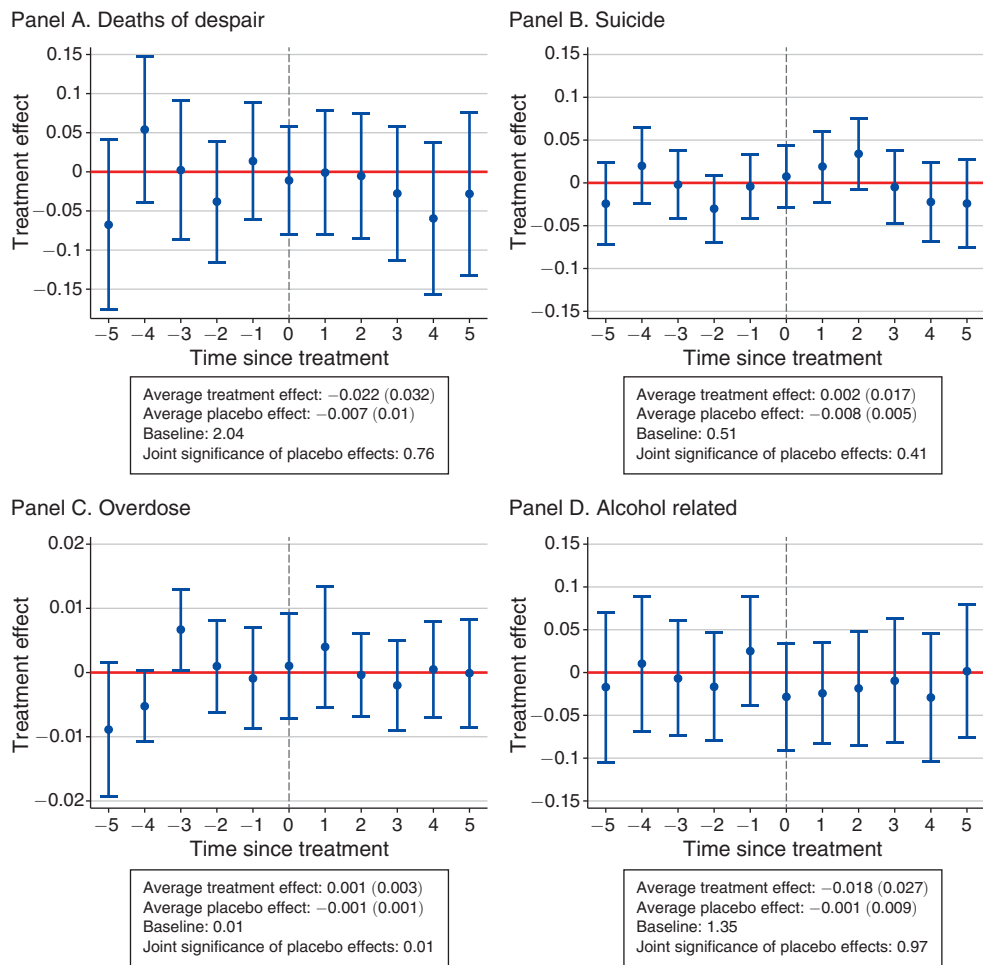 Panel A. Deaths of despair
Treatment effect
0.15
0.1
0.05
0
−0.05
−0.1
−0.15
−5 −4 −3 −2 −1 0 1 2 3 4 5
Time since treatment
Average treatment effect: −0.022 (0.032)
Average placebo effect: −0.007 (0.01)
Baseline: 2.04
Joint significance of placebo effects: 0.76
Panel B. Suicide
Treatment effect
0.15
0.1
0.05
0
−0.05
−0.1
−0.15
−5 −4 −3 −2 −1 0 1 2 3 4 5
Time since treatment
Average treatment effect: 0.002 (0.017)
Average placebo effect: −0.008 (0.005)
Baseline: 0.51
Joint significance of placebo effects: 0.41
Panel C. Overdose
Treatment effect
0.02
0.01
0
−0.01
−0.02
−5 −4 −3 −2 −1 0 1 2 3 4 5
Time since treatment
Average treatment effect: 0.001 (0.003)
Average placebo effect: −0.001 (0.001)
Baseline: 0.01
Joint significance of placebo effects: 0.01
Panel D. Alcohol related
Treatment effect
0.15
0.1
0.05
0
−0.05
−0.1
−0.15
−5 −4 −3 −2 −1 0 1 2 3 4 5
Time since treatment
Average treatment effect: −0.018 (0.027)
Average placebo effect: −0.001 (0.009)
Baseline: 1.35
Joint significance of placebo effects: 0.97